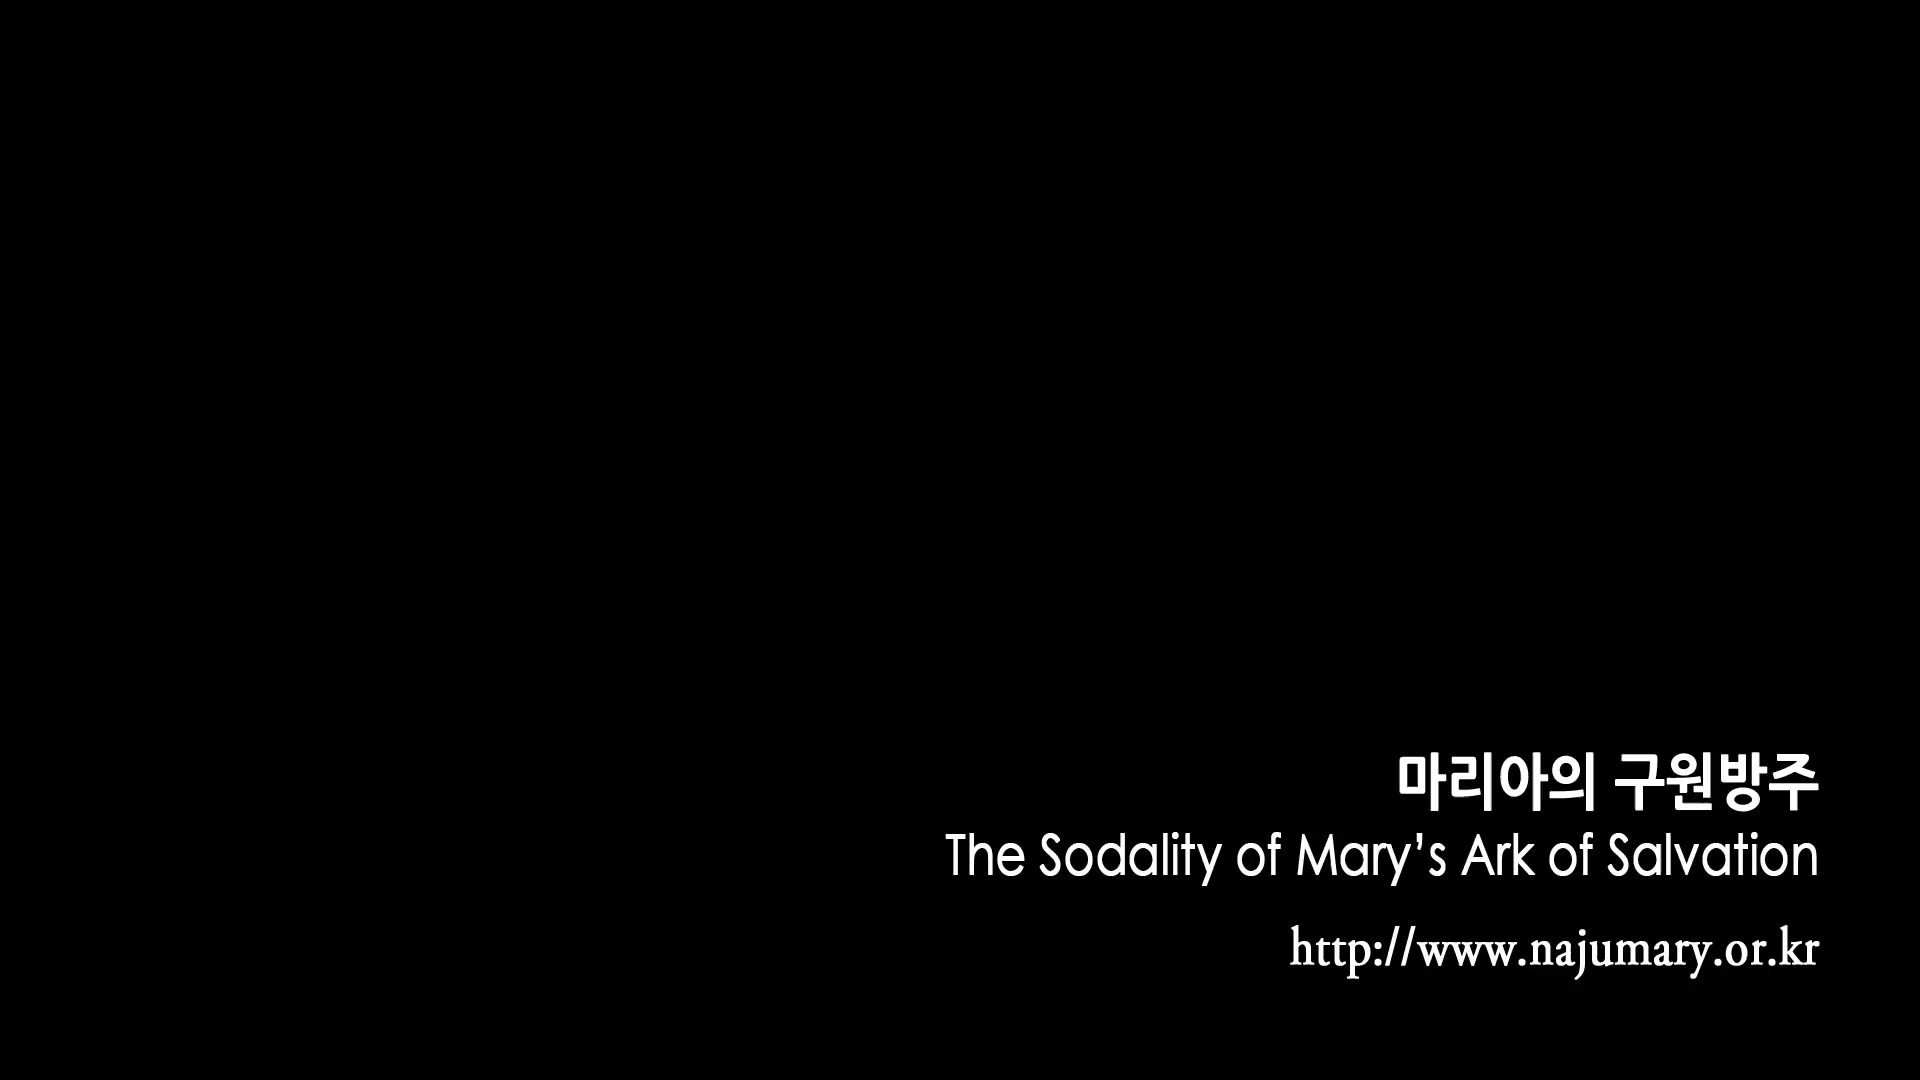 마리아의 구원방주
The Sodality of Mary’s Ark of Salvation
http://www.najumary.or.kr